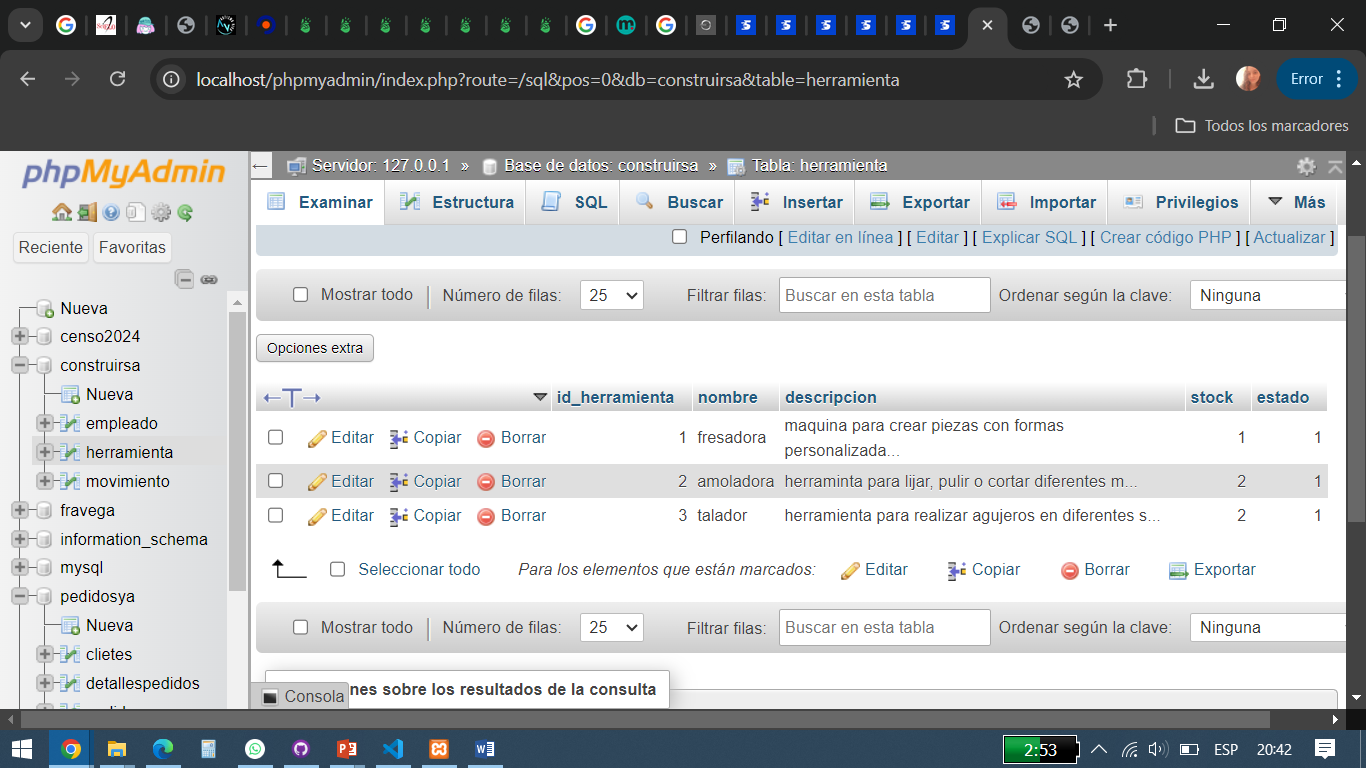 localhost/phpmyadmin/index.php?route=/sql&pos=0&db=construirsa&table=herramienta
Error
Todos los marcadores
phpMyAdmin
Reciente Favoritas
Nueva
censo2024
construirsa
Nueva
empleado
herramienta
movimiento
fravega
information_schema
mysql
pedidosya
Nueva
clietes
detallespedidos
Servidor: 127.0.0.1 » Base de datos: construirsa » Tabla: herramienta
Examinar Estructura SQL Buscar Insertar Exportar Importar Privilegios Más
Perfilando [ Editar en línea ] [ Editar ] [ Explicar SQL ] [ Crear código PHP ] [ Actualizar ]
Mostrar todo Número de filas: 25 Filtrar filas: Buscar en esta tabla Ordenar según la clave: Ninguna
Opciones extra
id_herramienta nombre descripcion stock estado
Editar Copiar Borrar 1 fresadora maquina para crear piezas con formas personalizada... 1 1
Editar Copiar Borrar 2 amoladora herraminta para lijar, pulir o cortar diferentes m... 2 1
Editar Copiar Borrar 3 talador herramienta para realizar agujeros en diferentes s... 2 1
Seleccionar todo Para los elementos que están marcados: Editar Copiar Borrar Exportar
Mostrar todo Número de filas: 25 Filtrar filas: Buscar en esta tabla Ordenar según la clave: Ninguna
nes sobre los resultados de la consulta
Consola
2:53 ESP 20:42